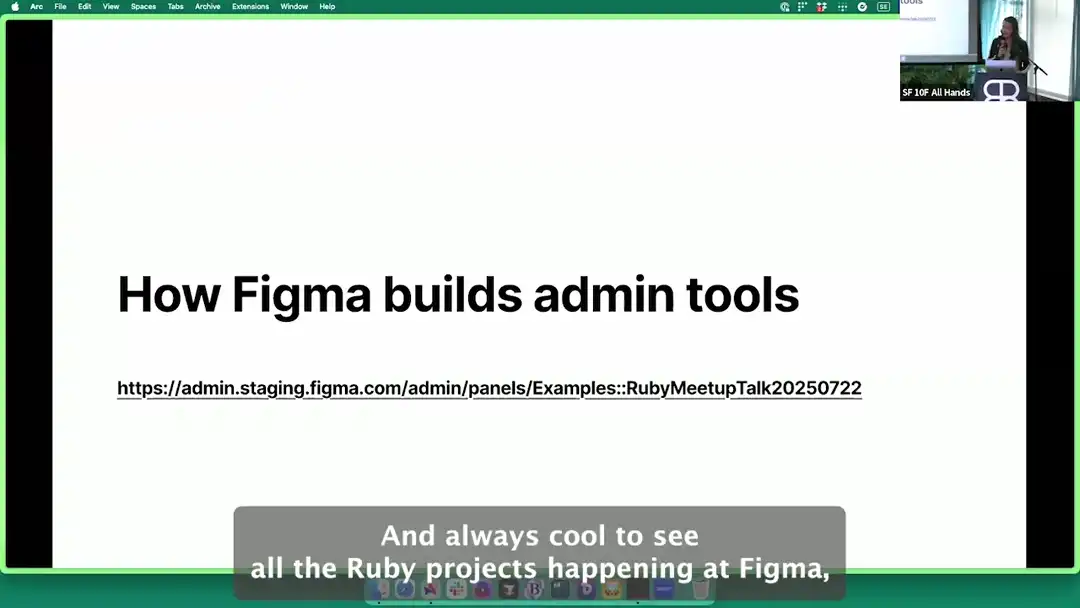 Arc File Edit View Spaces Tabs Archive Extensions Window Help
SF 10F All Hands
How Figma builds admin tools
https://admin.staging.figma.com/admin/panels/Examples::RubyMeetupTalk20250722
And always cool to see
all the Ruby projects happening at Figma,